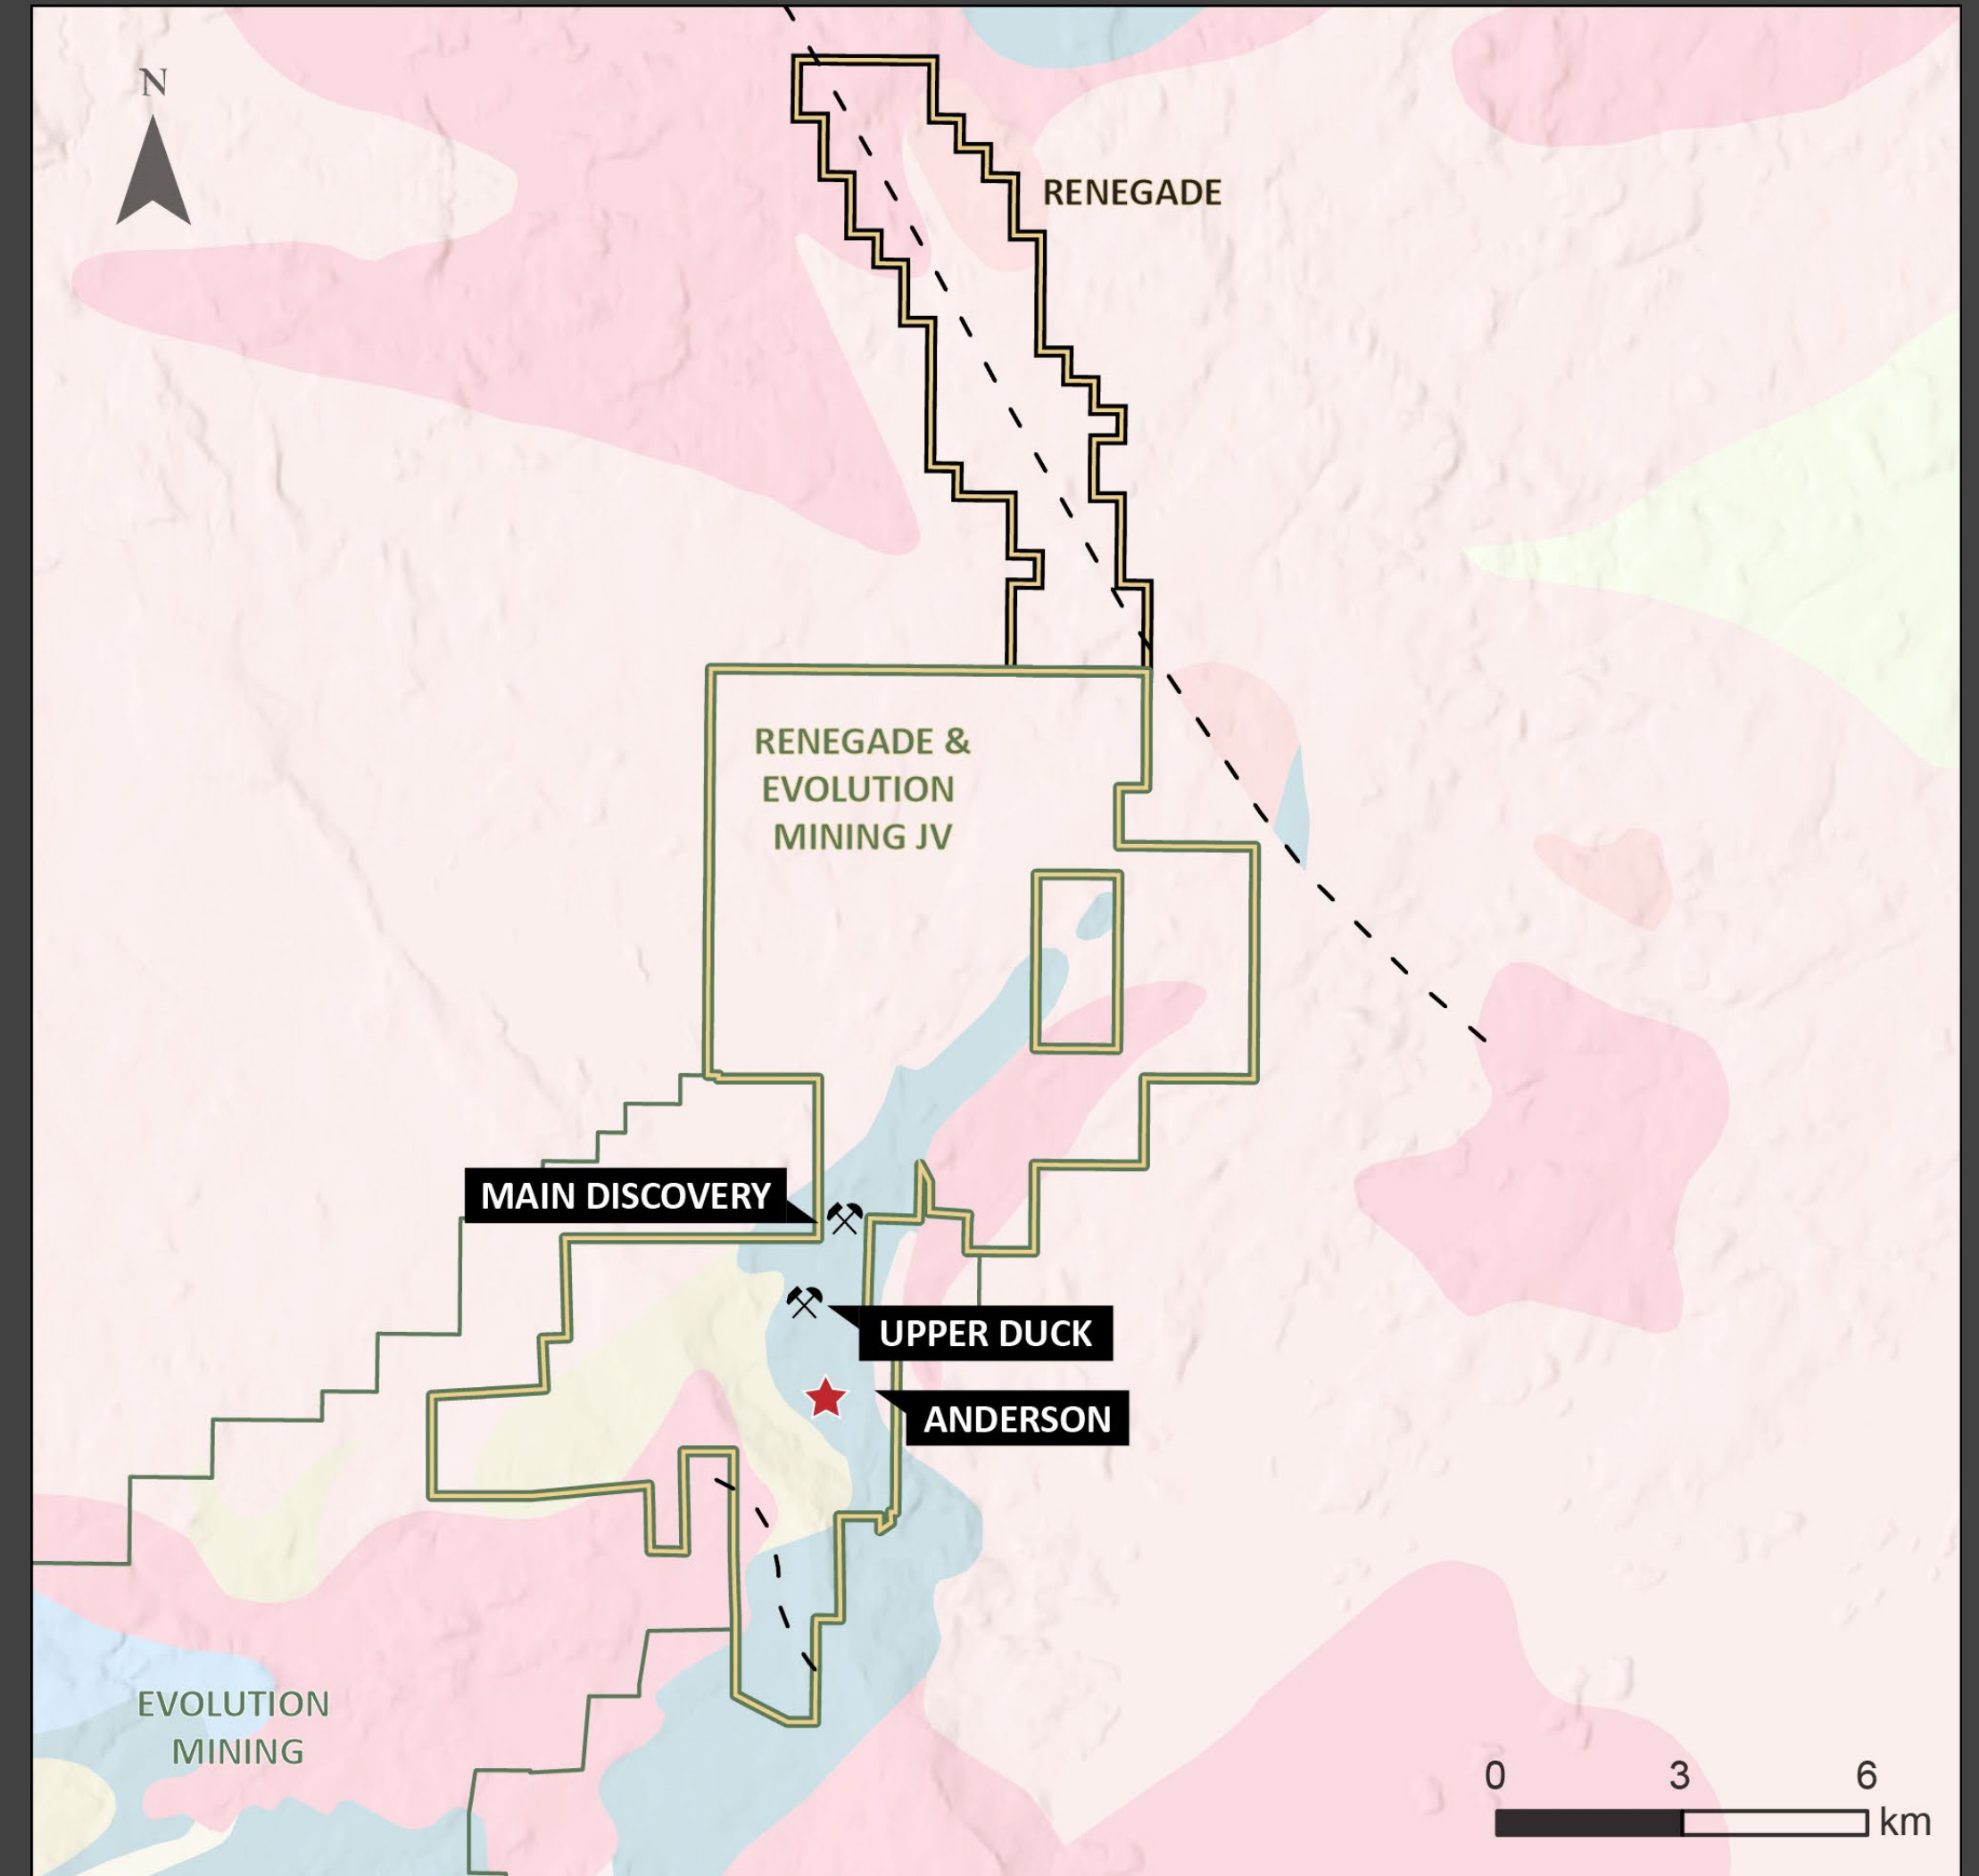 N
RENEGADE
RENEGADE &
EVOLUTION
MINING JV
MAIN DISCOVERY
UPPER DUCK
ANDERSON
EVOLUTION
MINING
0 3 6
km